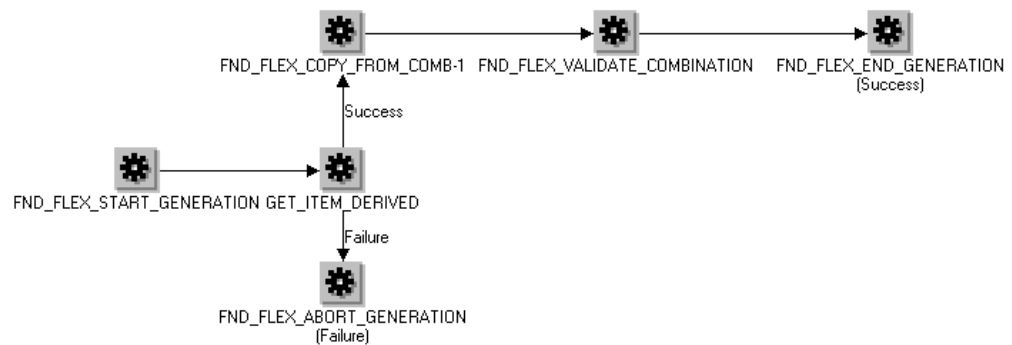 FND_FLEX_COPY_FROM_COMB-1 FND_FLEX_VALIDATE_COMBINATION FND_FLEX_END_GENERATION
(Success)
Success
FND_FLEX_START_GENERATION GET_ITEM_DERIVED
Failure
FND_FLEX_ABORT_GENERATION
(Failure)